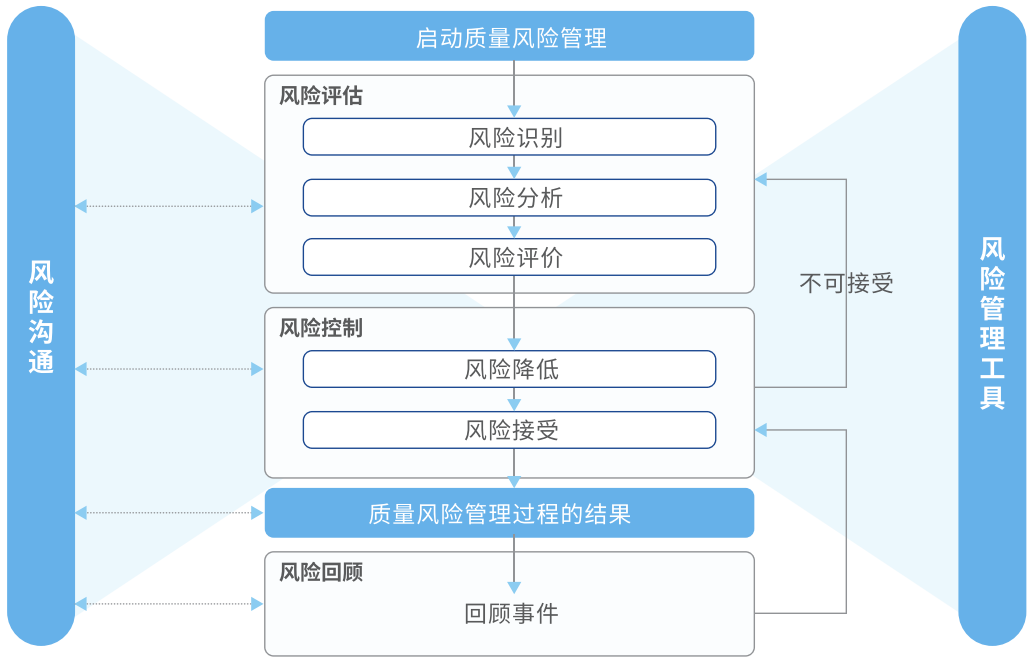 启动质量风险管理
风险评估
风险识别
风险分析
风险评价
风险沟通
不可接受
风险管理工具
风险控制
风险降低
风险接受
质量风险管理过程的结果
风险回顾
回顾事件